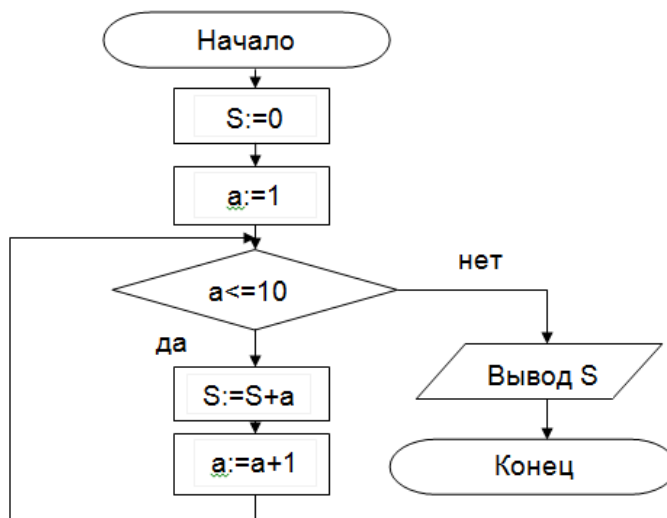 Начало
S:=0
a:=1
a<=10
нет
да
Вывод S
S:=S+a
a:=a+1
Конец